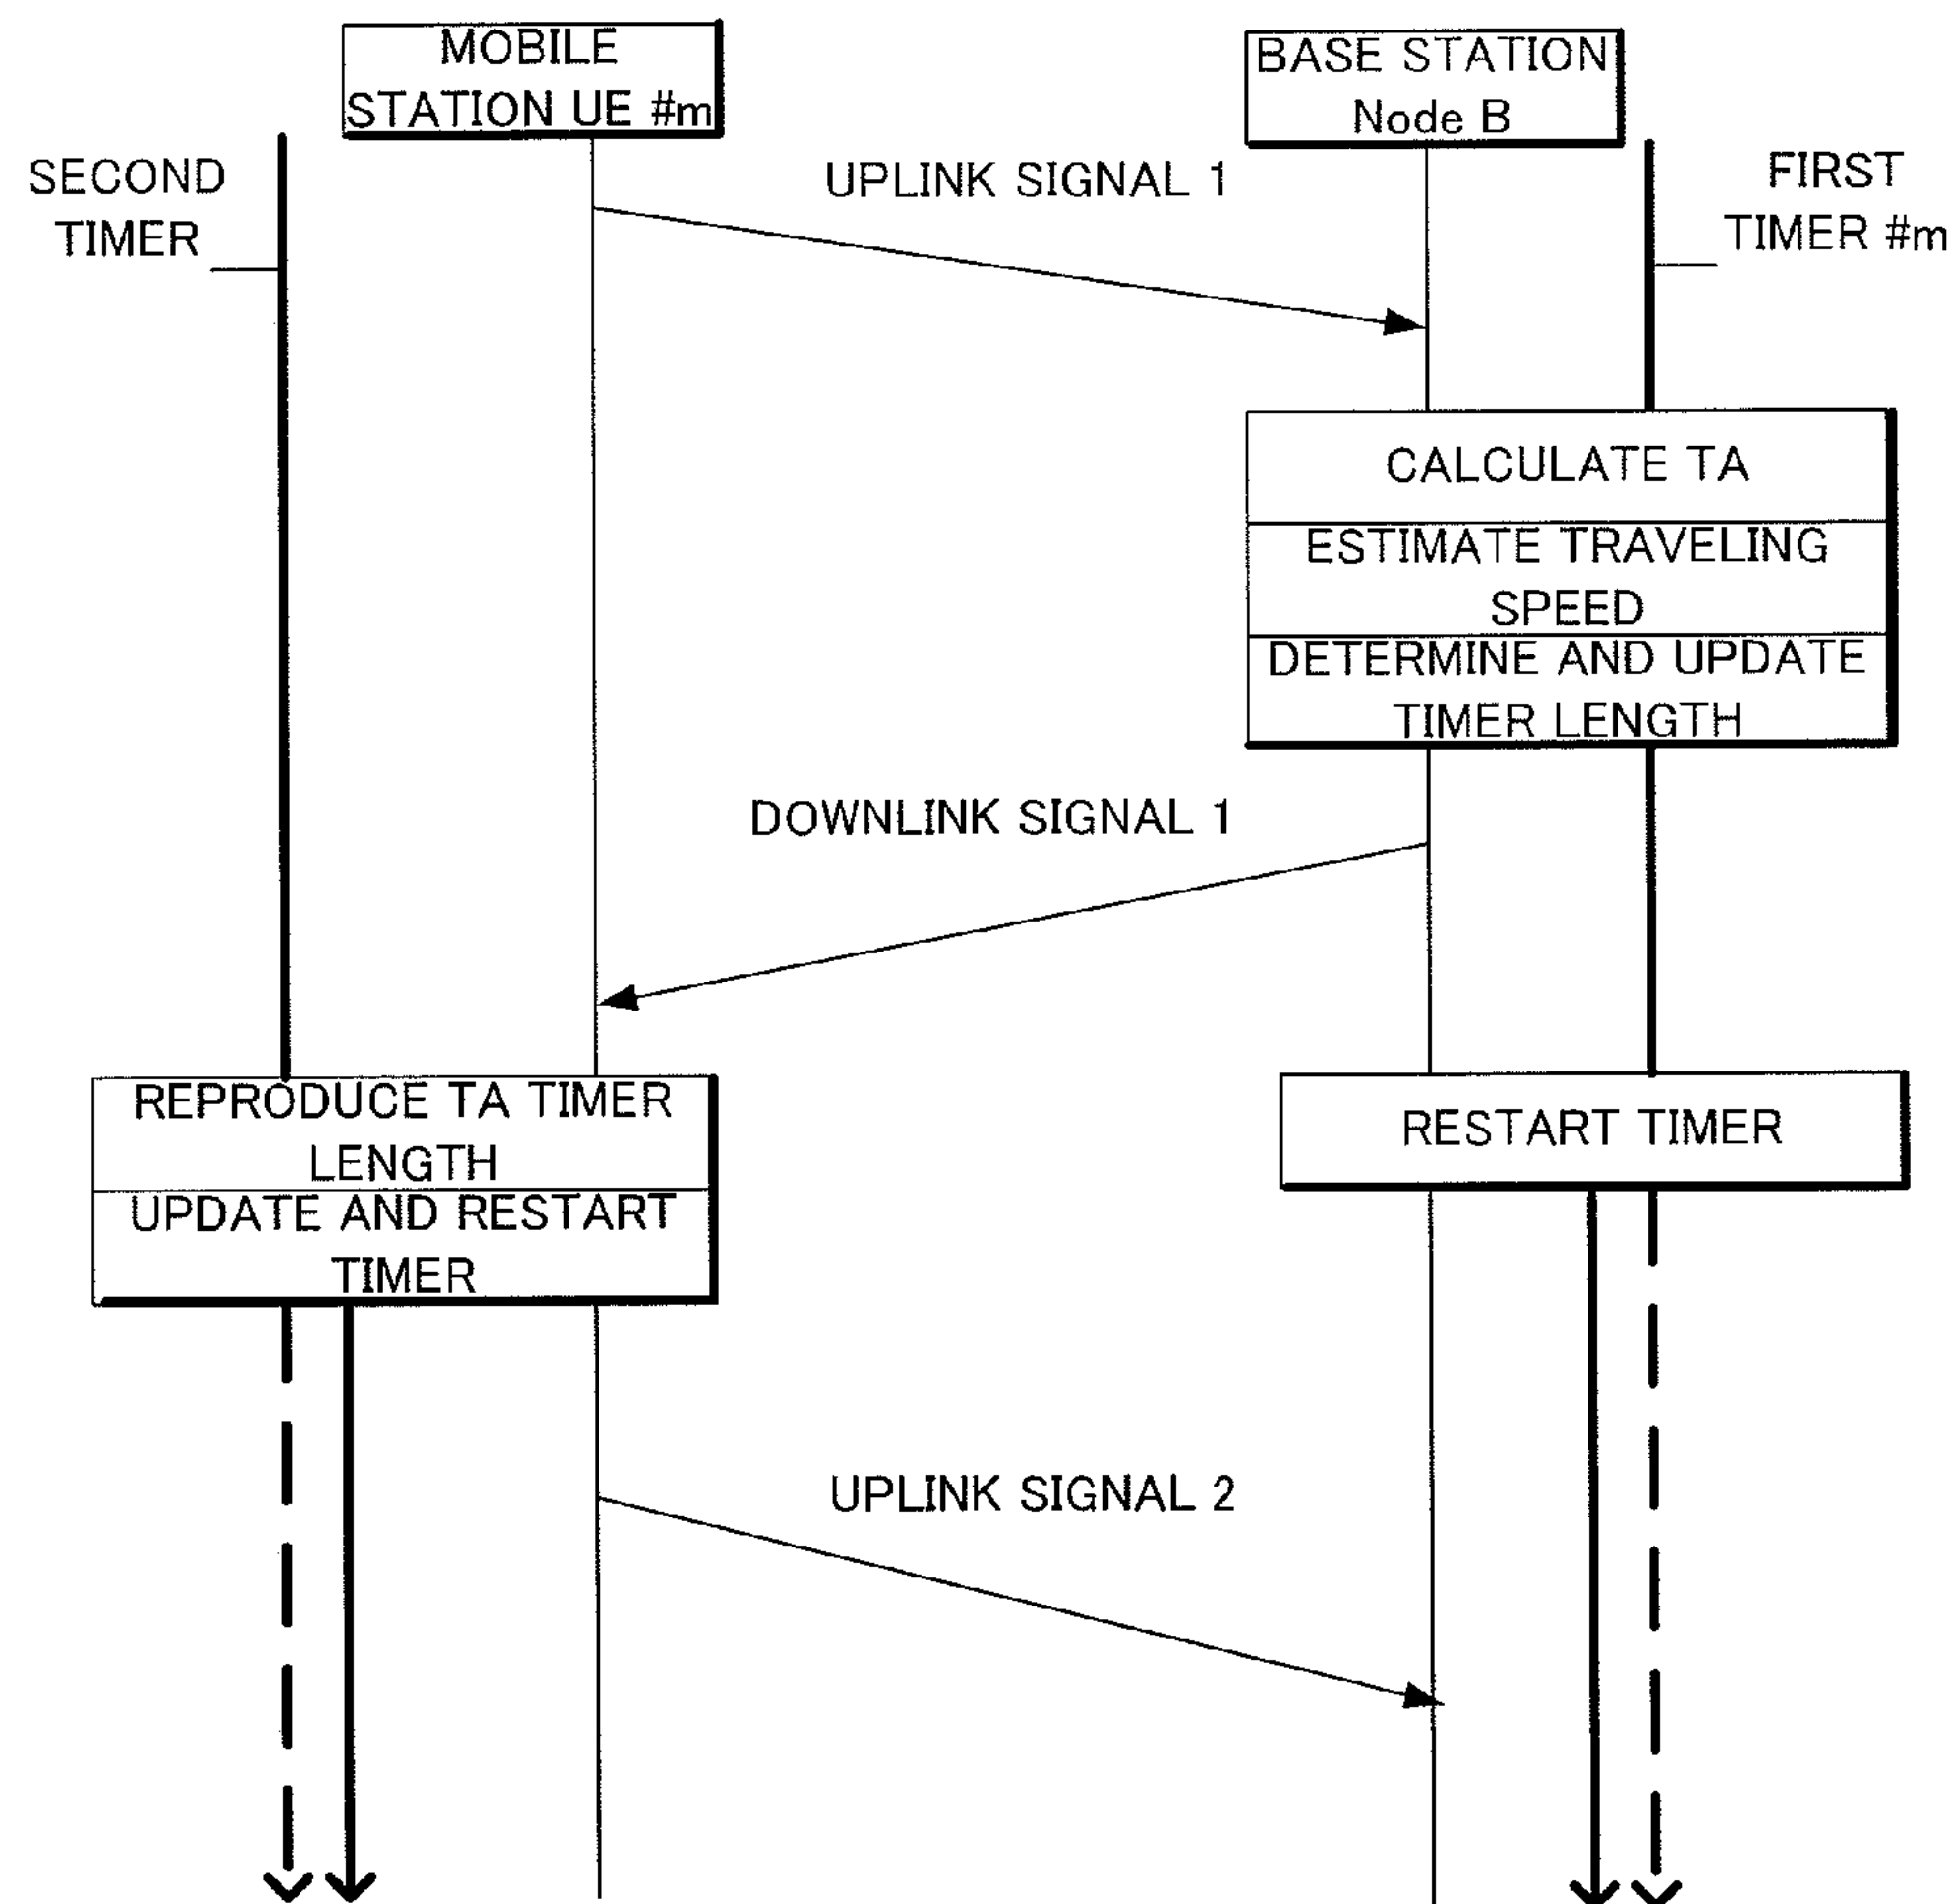 MOBILE
STATION UE #m
BASE STATION
Node B
SECOND
TIMER
UPLINK SIGNAL 1
FIRST
TIMER #m
CALCULATE TA
ESTIMATE TRAVELING
SPEED
DETERMINE AND UPDATE
TIMER LENGTH
DOWNLINK SIGNAL 1
REPRODUCE TA TIMER
LENGTH
UPDATE AND RESTART
TIMER
RESTART TIMER
UPLINK SIGNAL 2